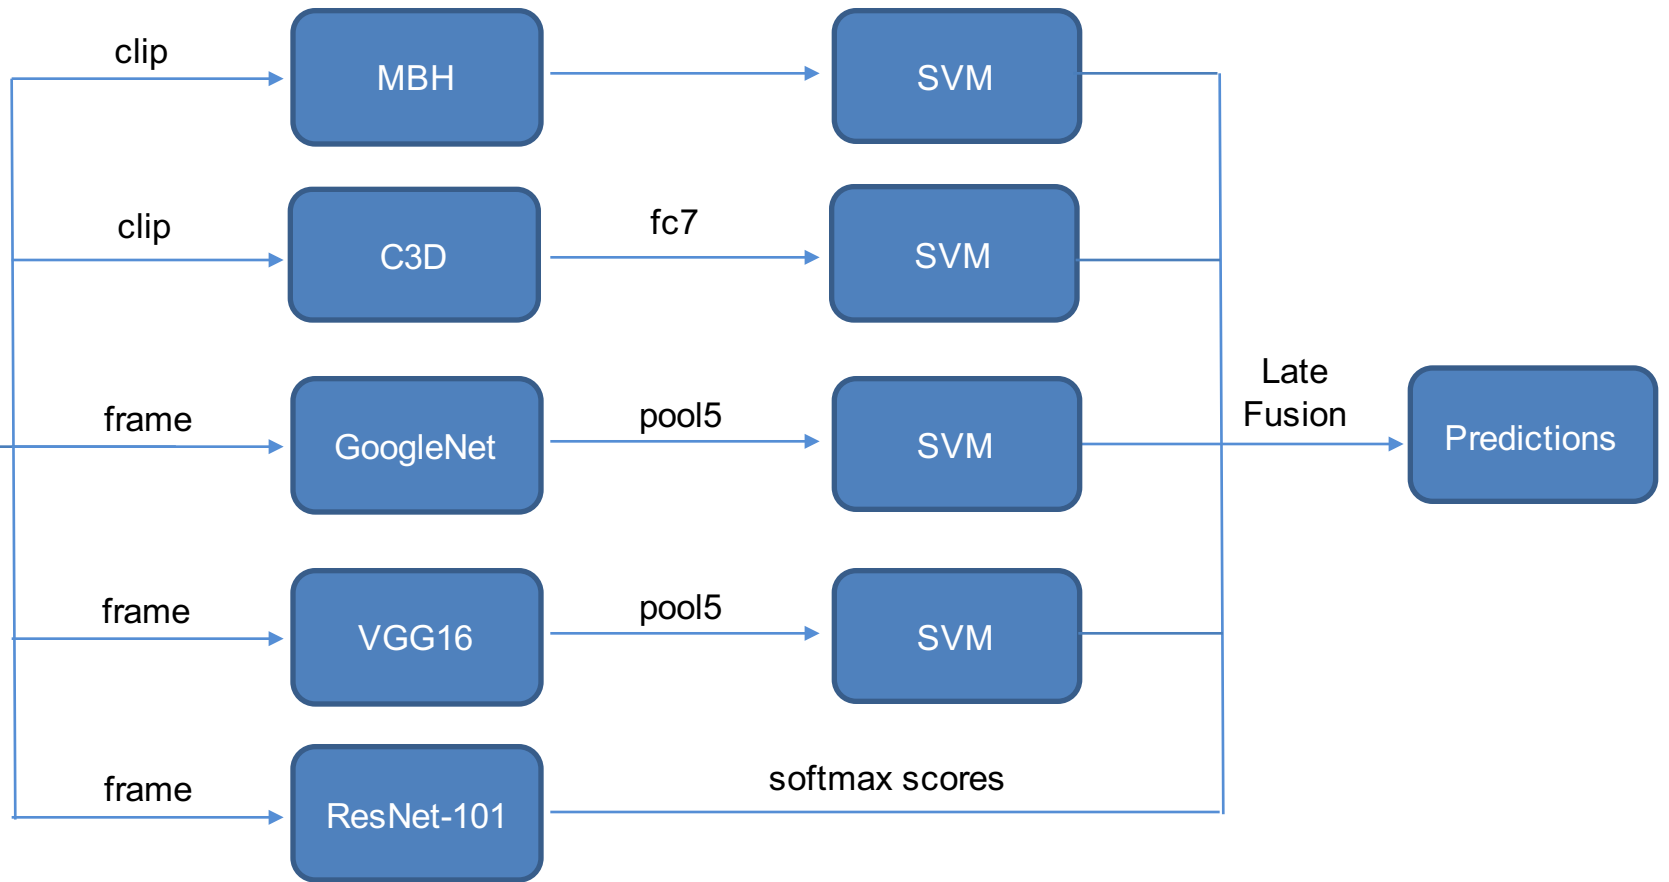 clip
MBH
SVM
clip
C3D
fc7
SVM
frame
GoogleNet
pool5
SVM
Late
Fusion
Predictions
frame
VGG16
pool5
SVM
frame
ResNet-101
softmax scores